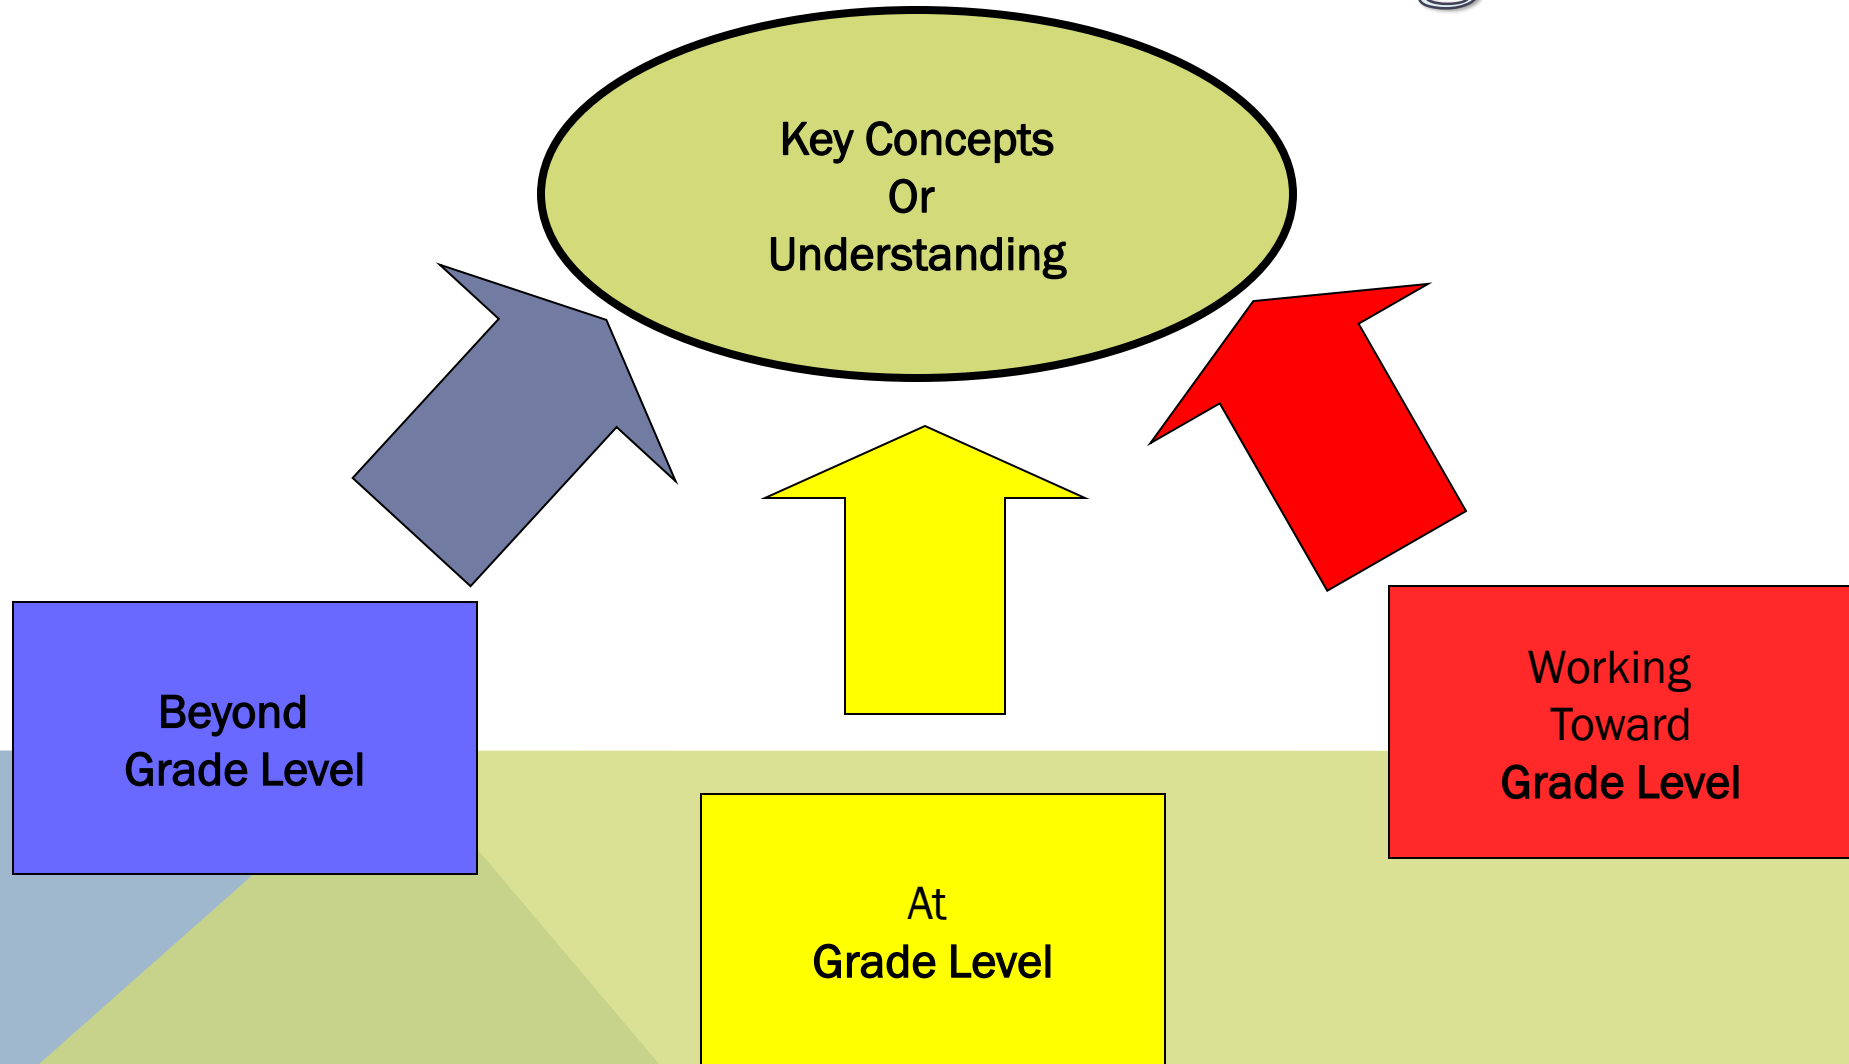 Key Concepts
Or
Understanding
Beyond
Grade Level
Working
Toward
Grade Level
At
Grade Level